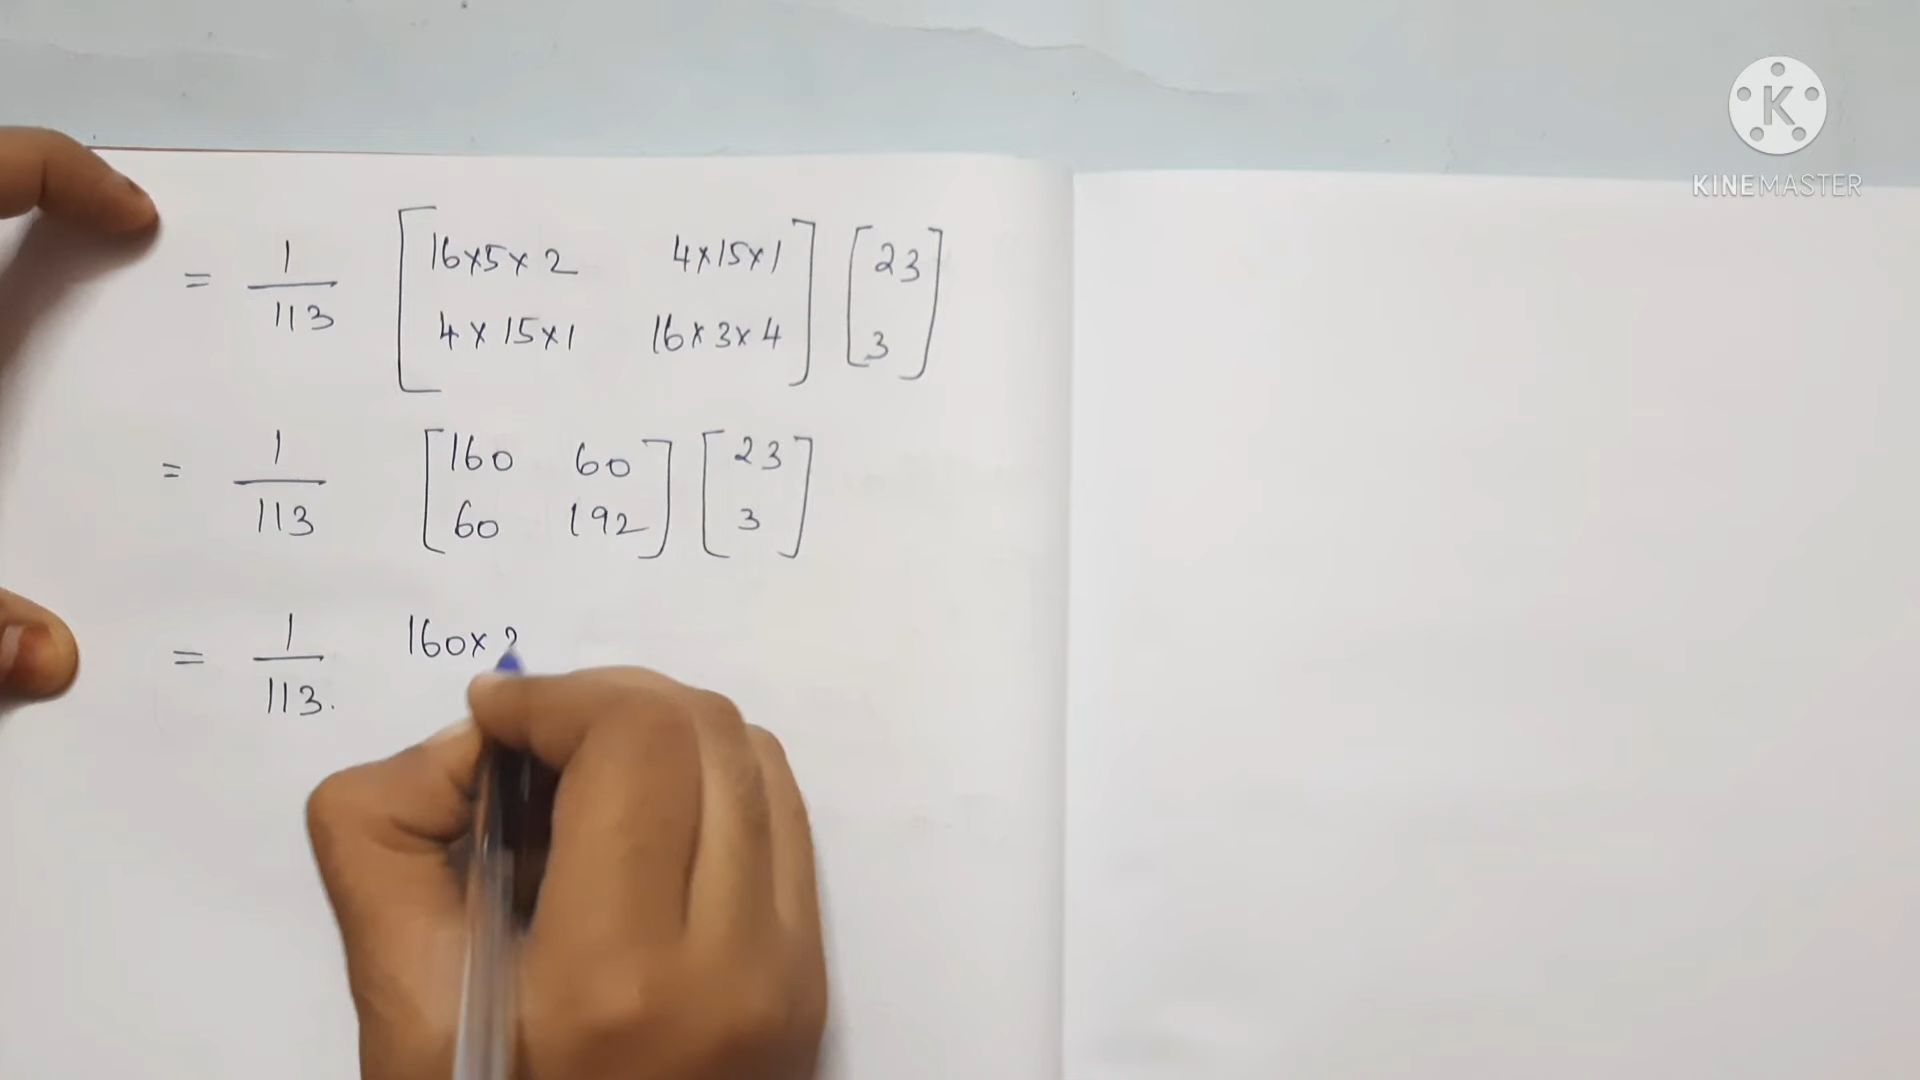 K
KINEMASTER
= 1/113 [16×5×2 4×15×1] [23]
[4×15×1 16×3×4] [3]
= 1/113 [160 60] [23]
[60 192] [3]
= 1/113. 160×2